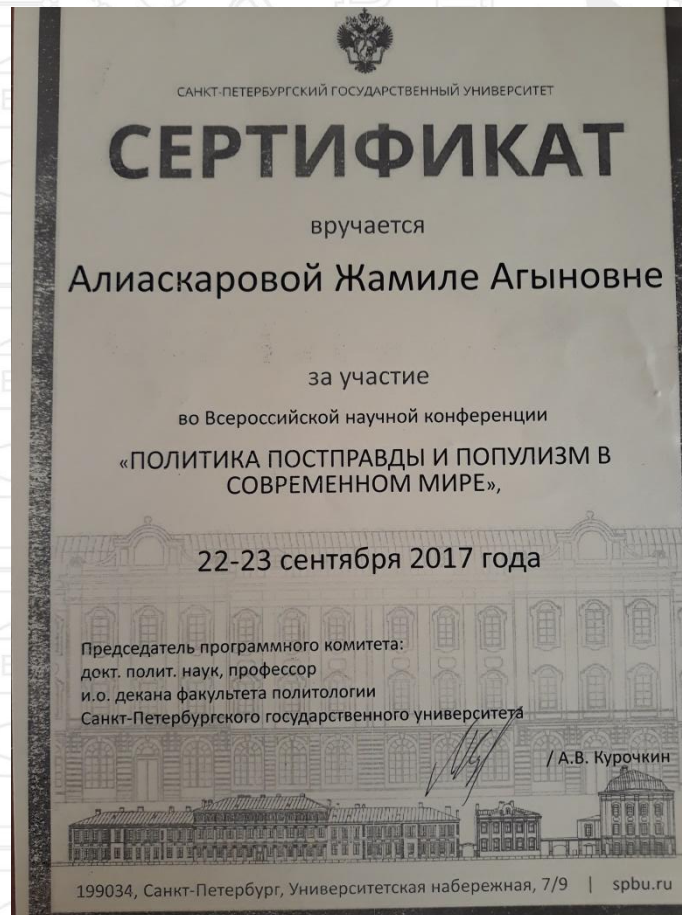 САНКТ-ПЕТЕРБУРГСКИЙ ГОСУДАРСТВЕННЫЙ УНИВЕРСИТЕТ
СЕРТИФИКАТ
вручается
Алиаскаровой Жамиле Агыновне
за участие
во Всероссийской научной конференции
«ПОЛИТИКА ПОСТПРАВДЫ И ПОПУЛИЗМ В
СОВРЕМЕННОМ МИРЕ»,
22-23 сентября 2017 года
Председатель программного комитета:
докт. полит. наук, профессор
и.о. декана факультета политологии
Санкт-Петербургского государственного университета
/ А.В. Курочкин
199034, Санкт-Петербург, Университетская набережная, 7/9 | spbu.ru